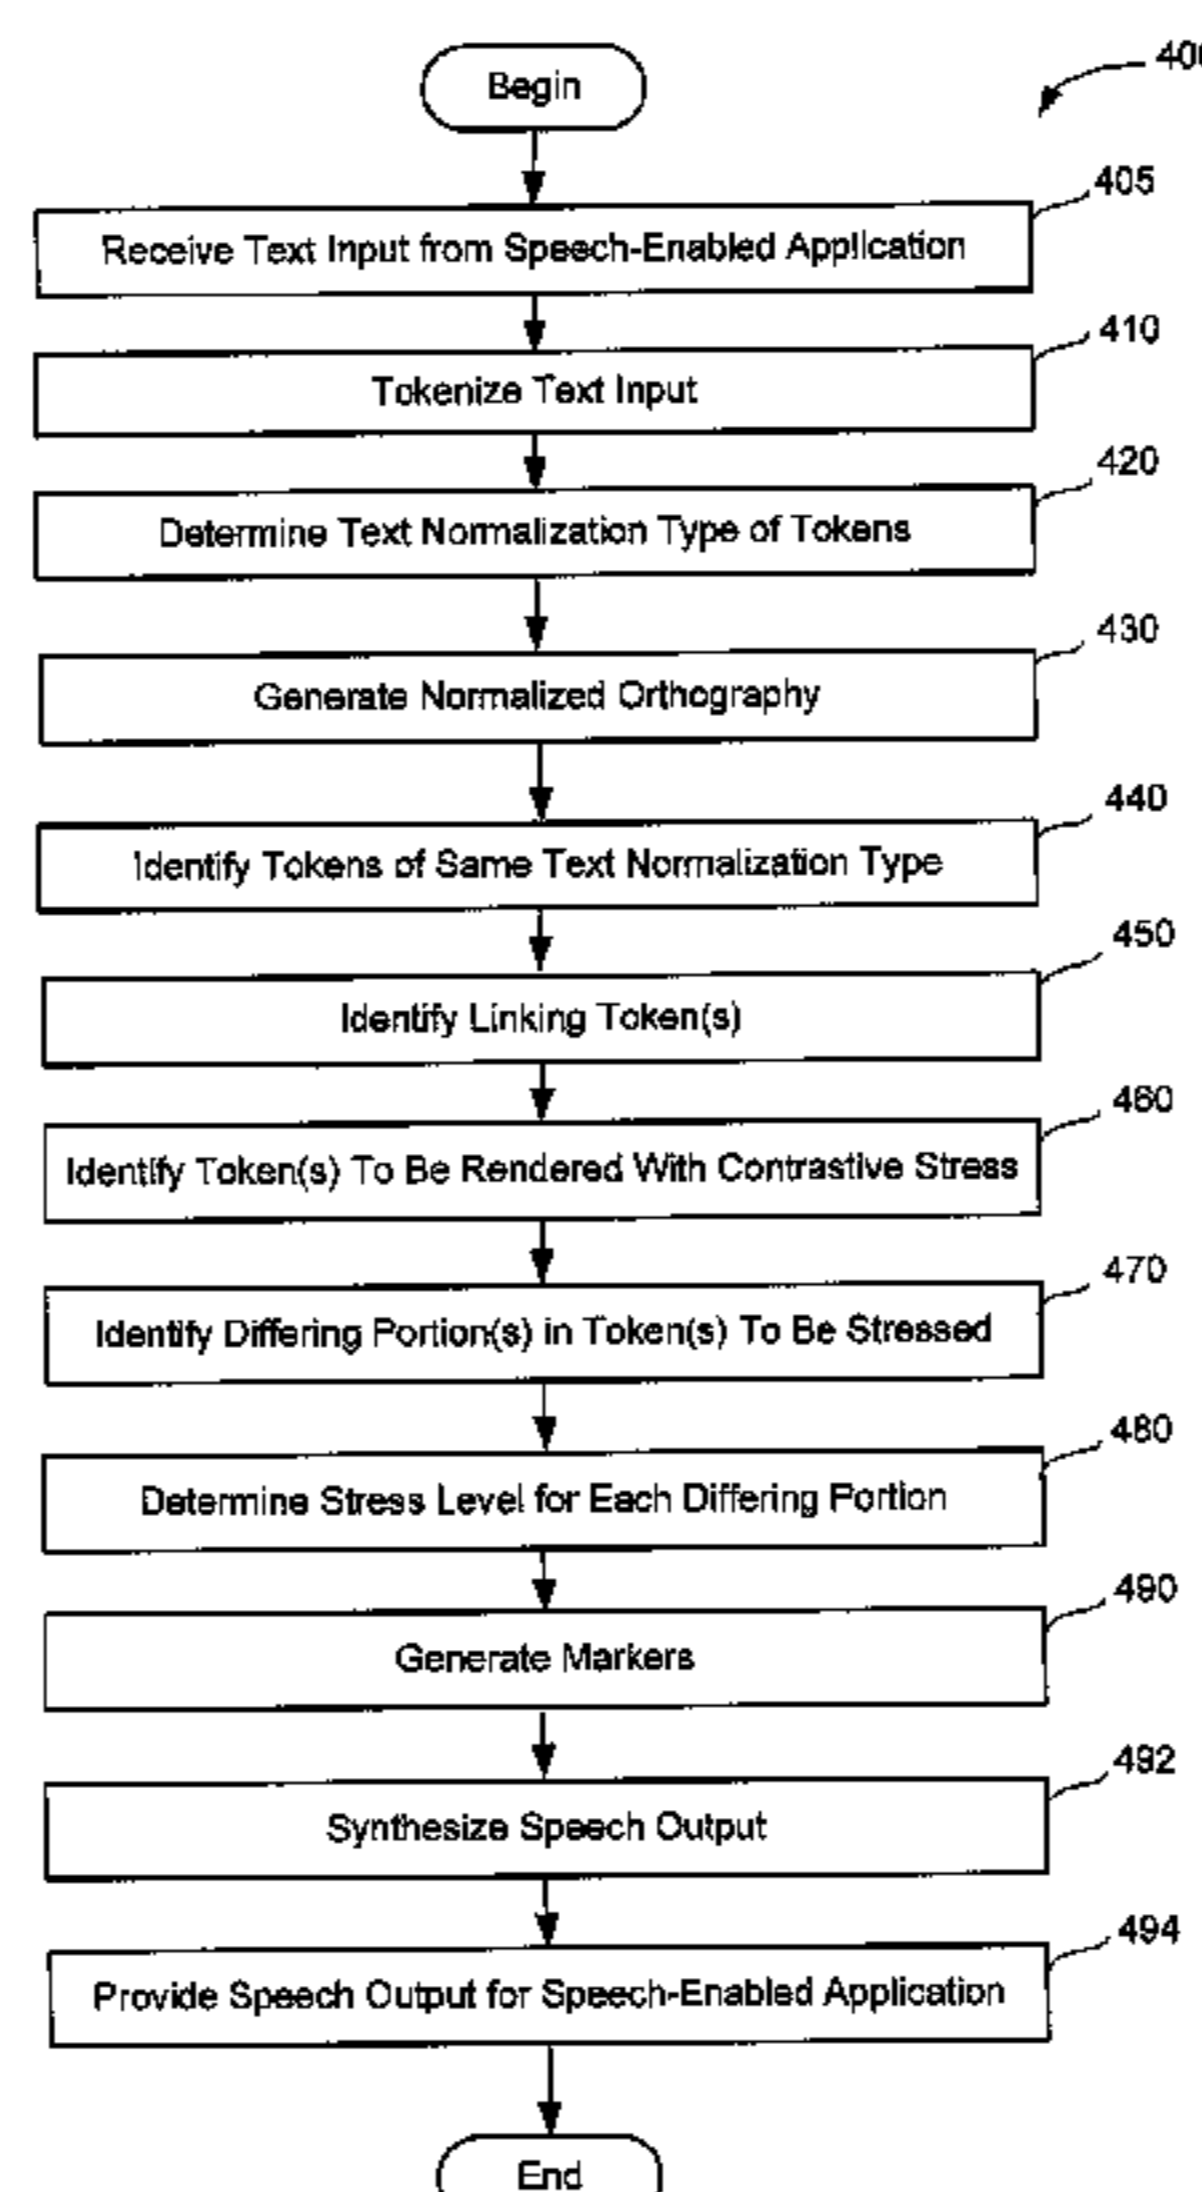 Begin
405
Receive Text Input from Speech-Enabled Application
410
Tokenize Text Input
420
Determine Text Normalization Type of Tokens
430
Generate Normalized Orthography
440
Identify Tokens of Same Text Normalization Type
450
Identify Linking Token(s)
460
Identify Token(s) To Be Rendered With Contrastive Stress
470
Identify Differing Portion(s) in Token(s) To Be Stressed
480
Determine Stress Level for Each Differing Portion
490
Generate Markers
492
Synthesize Speech Output
494
Provide Speech Output for Speech-Enabled Application
End